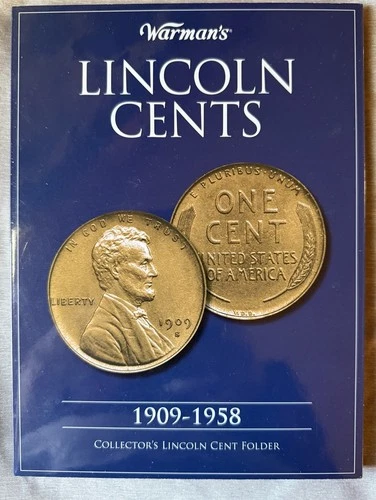 Warman's®
LINCOLN
CENTS
E PLURIBUS UNUM
ONE
CENT
UNITED STATES
OF AMERICA
V.D.B.
IN GOD WE TRUST
LIBERTY
1909
S
1909-1958
COLLECTOR'S LINCOLN CENT FOLDER